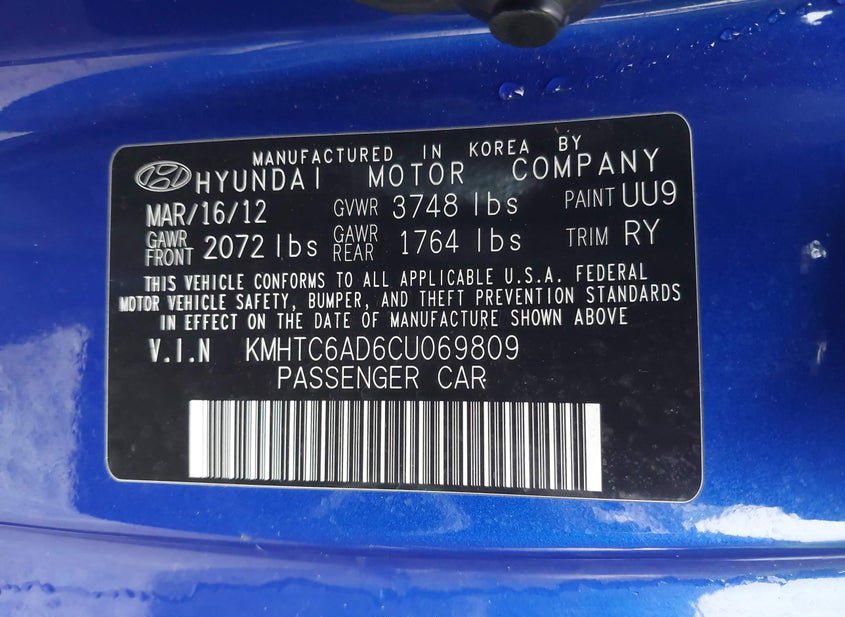 MANUFACTURED IN KOREA BY
HYUNDAI MOTOR COMPANY
MAR/16/12 GVWR 3748 lbs PAINT UU9
GAWR FRONT 2072 lbs GAWR REAR 1764 lbs TRIM RY
THIS VEHICLE CONFORMS TO ALL APPLICABLE U.S.A. FEDERAL
MOTOR VEHICLE SAFETY, BUMPER, AND THEFT PREVENTION STANDARDS
IN EFFECT ON THE DATE OF MANUFACTURE SHOWN ABOVE
V.I.N KMHTC6AD6CU069809
PASSENGER CAR